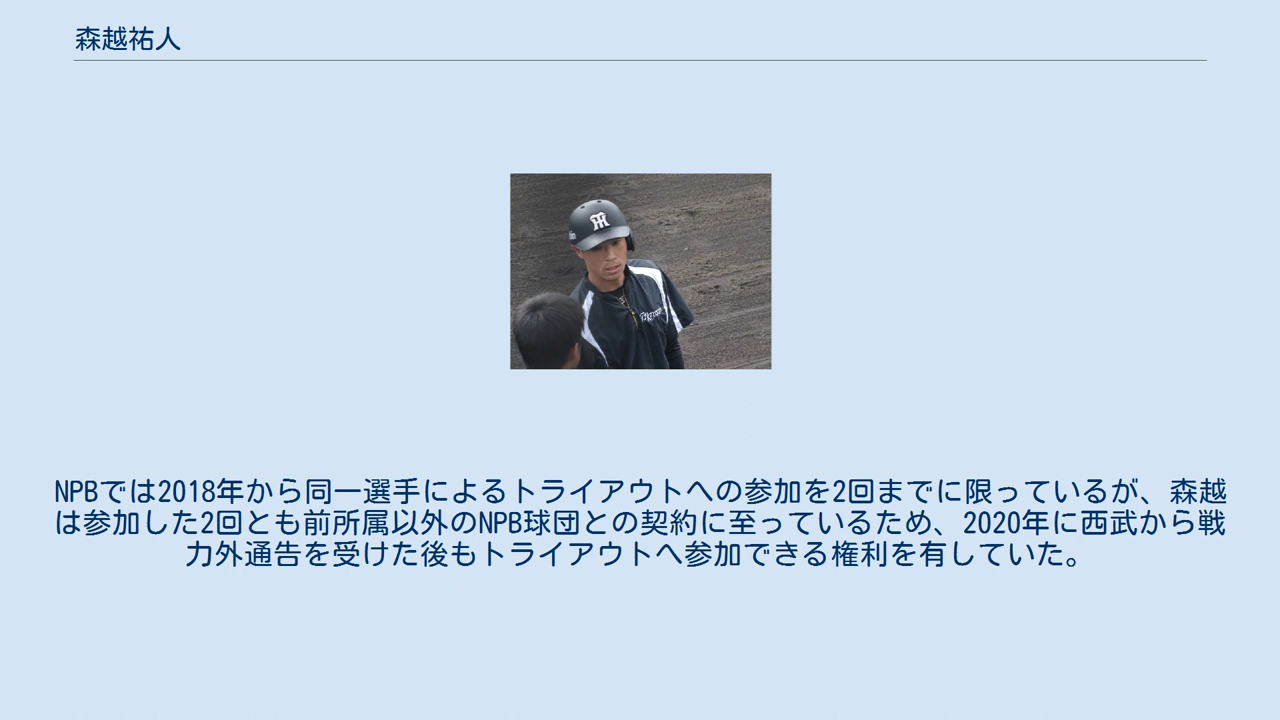 森越祐人
NPBでは2018年から同一選手によるトライアウトへの参加を2回までに限っているが、森越
は参加した2回とも前所属以外のNPB球団との契約に至っているため、2020年に西武から戦
力外通告を受けた後もトライアウトへ参加できる権利を有していた。
Tigers